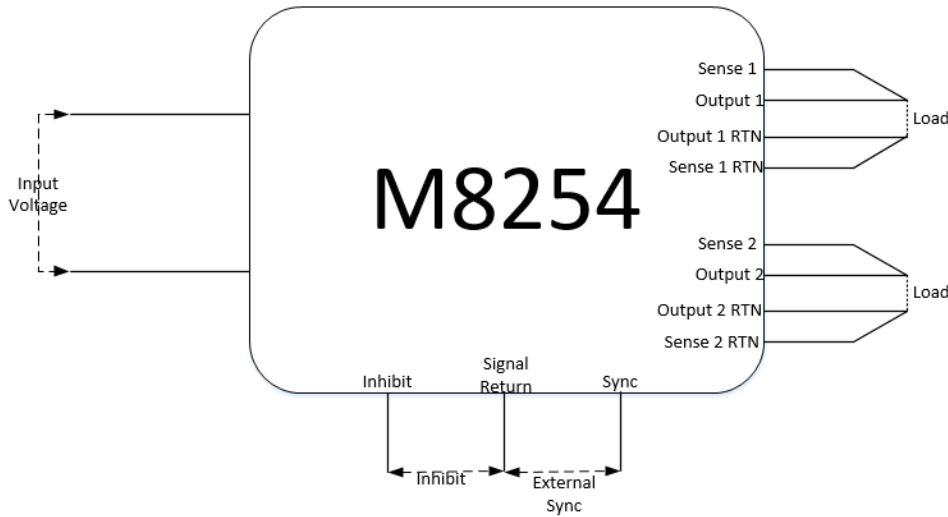 Sense 1
Output 1
Load
Output 1 RTN
Sense 1 RTN
Input
Voltage
M8254
Sense 2
Output 2
Load
Output 2 RTN
Sense 2 RTN
Inhibit
Signal
Return
Sync
Inhibit
External
Sync